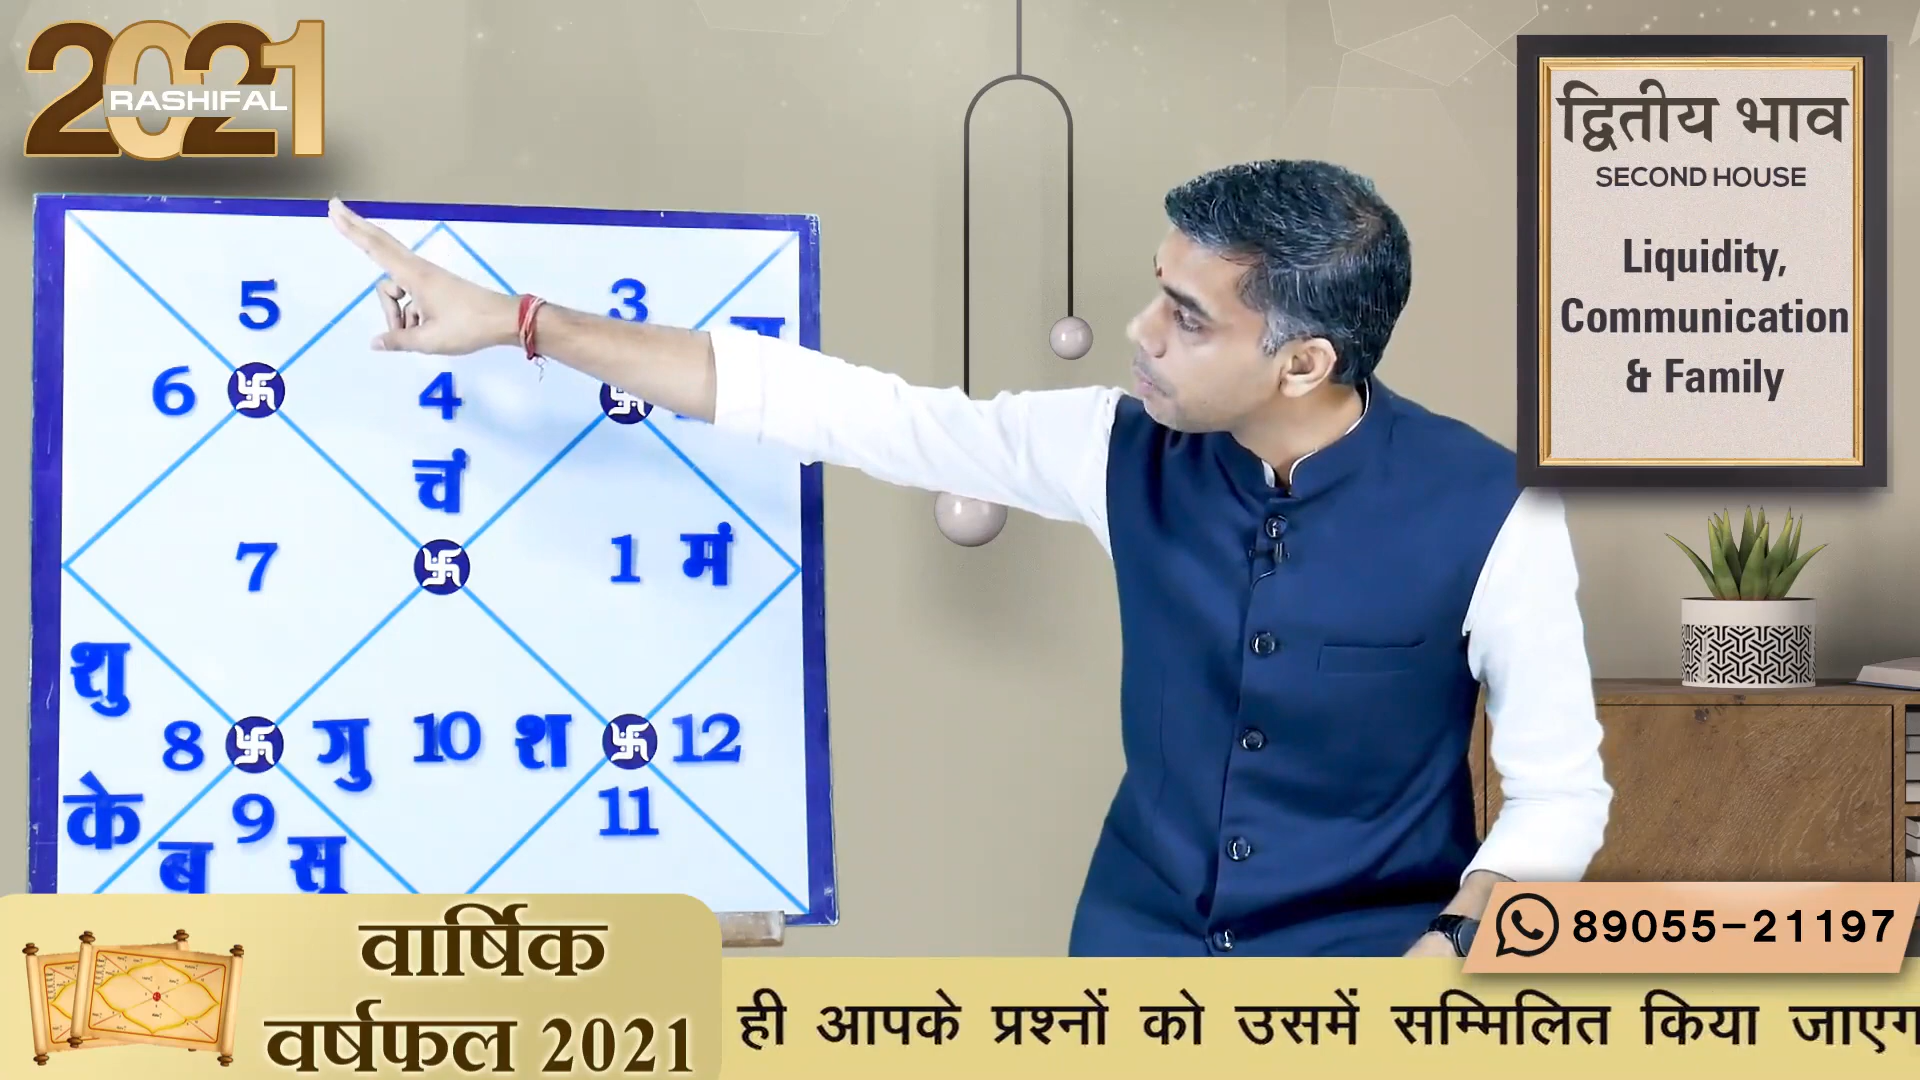 2021
RASHIFAL
द्वितीय भाव
SECOND HOUSE
Liquidity,
Communication
& Family
5
3
6
4
चं
7
1 मं
शु
8
गु
10
श
12
के
9
11
बु
सू
89055-21197
वार्षिक
वर्षफल 2021
ही आपके प्रश्नों को उसमें सम्मिलित किया